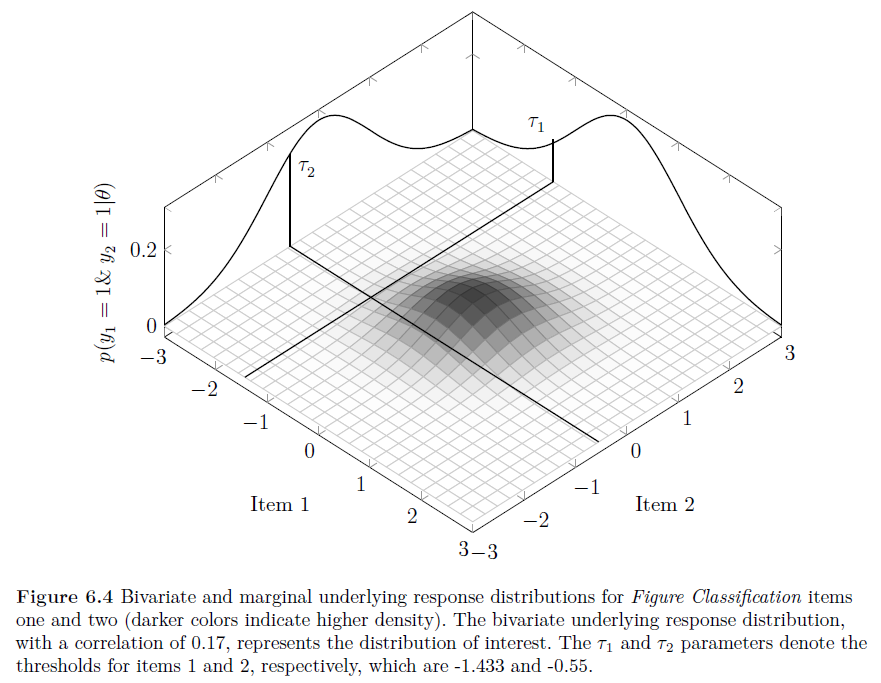 τ1
τ2
p(y1 = 1& y2 = 1|θ)
0.2
0
−3
−2
−1
0
1
2
3
−3
−2
−1
0
1
2
3
Item 1
Item 2
Figure 6.4 Bivariate and marginal underlying response distributions for Figure Classification items
one and two (darker colors indicate higher density). The bivariate underlying response distribution,
with a correlation of 0.17, represents the distribution of interest. The τ1 and τ2 parameters denote the
thresholds for items 1 and 2, respectively, which are -1.433 and -0.55.